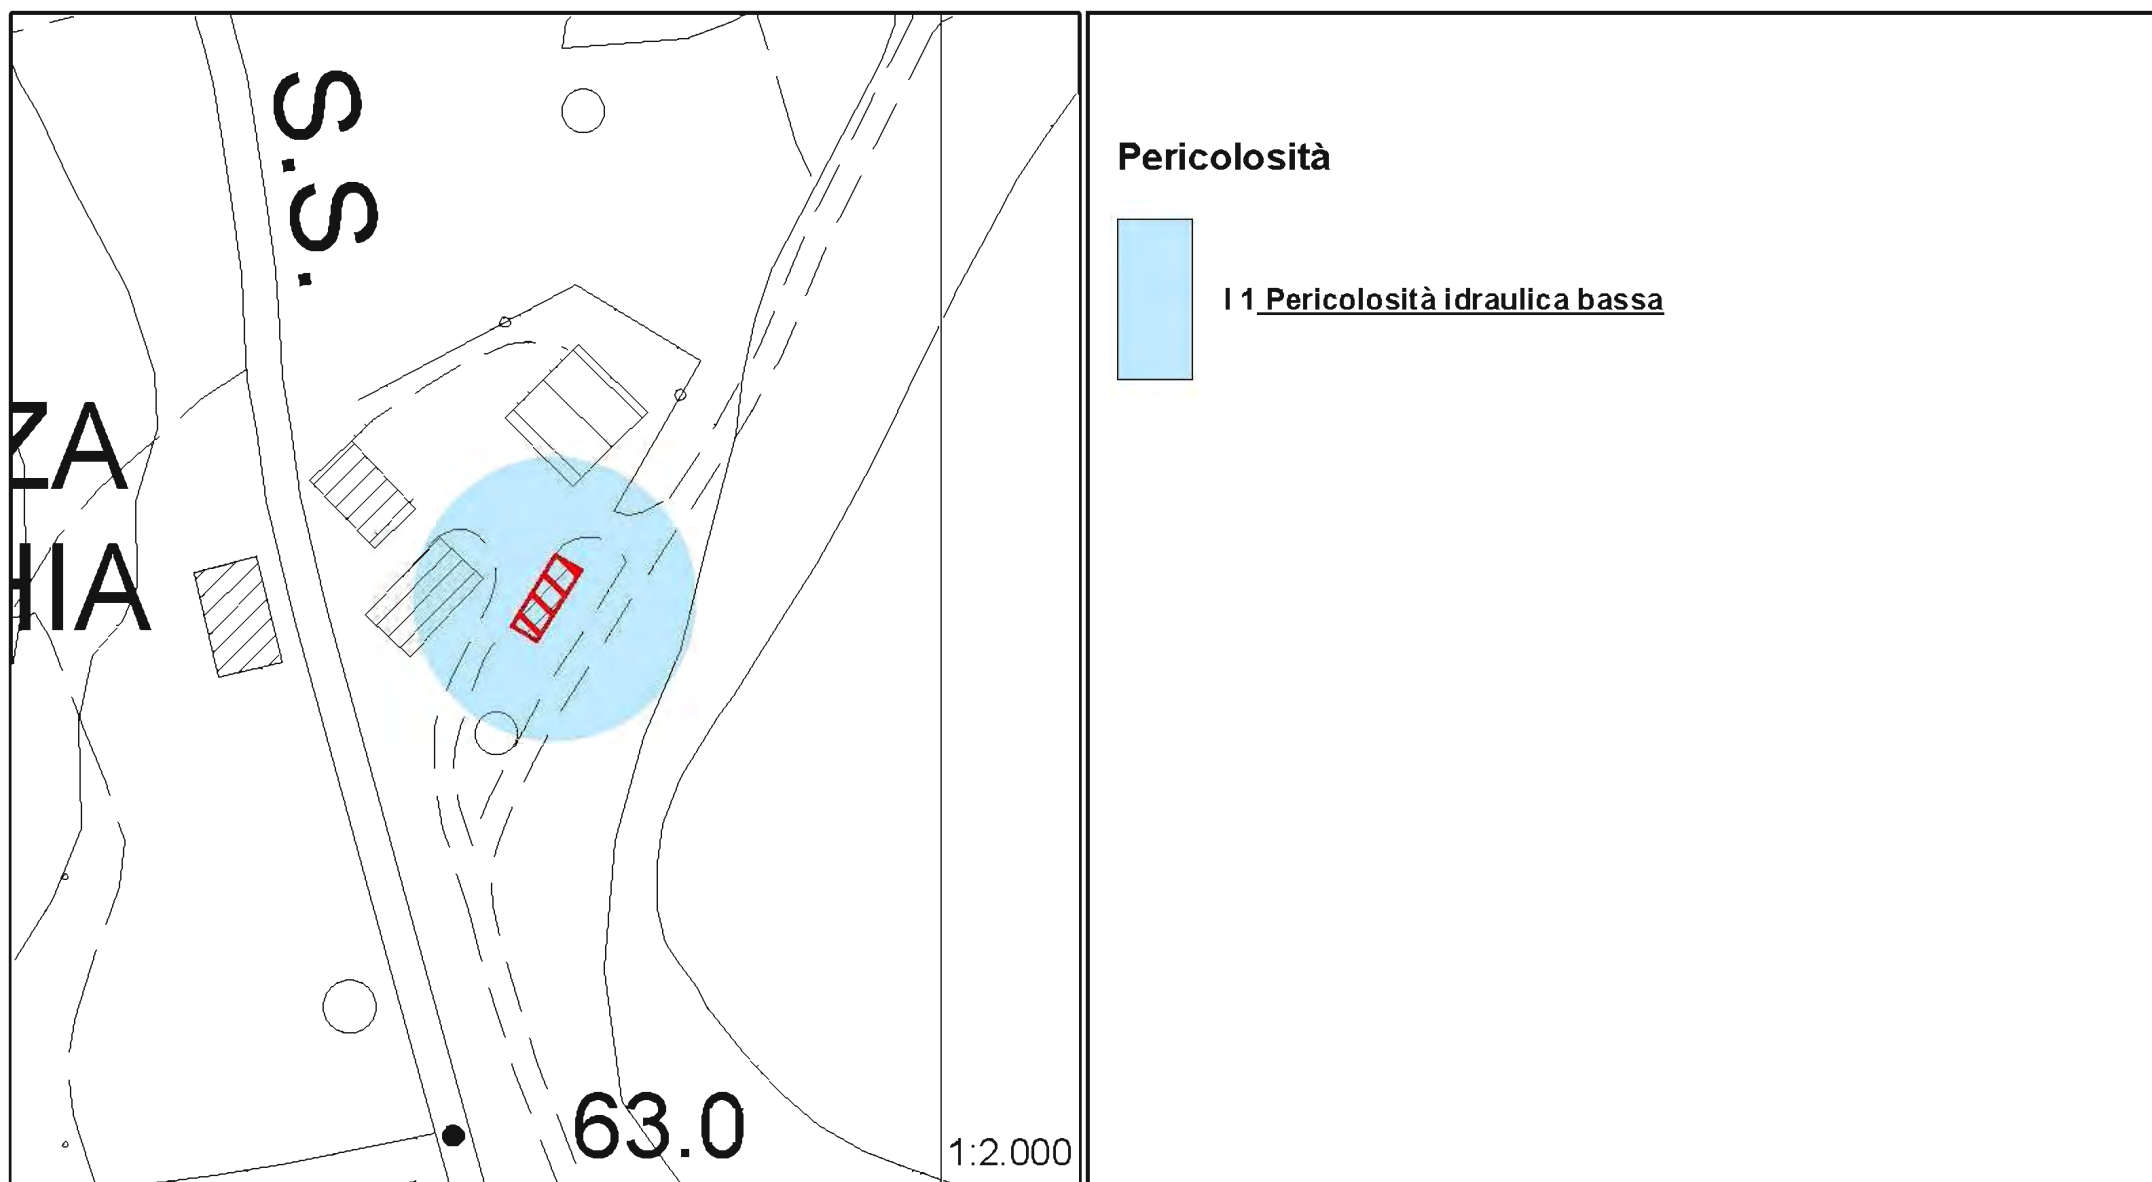 S.S.
ZA
HIA
63.0
1:2.000
Pericolosità
I 1 Pericolosità idraulica bassa